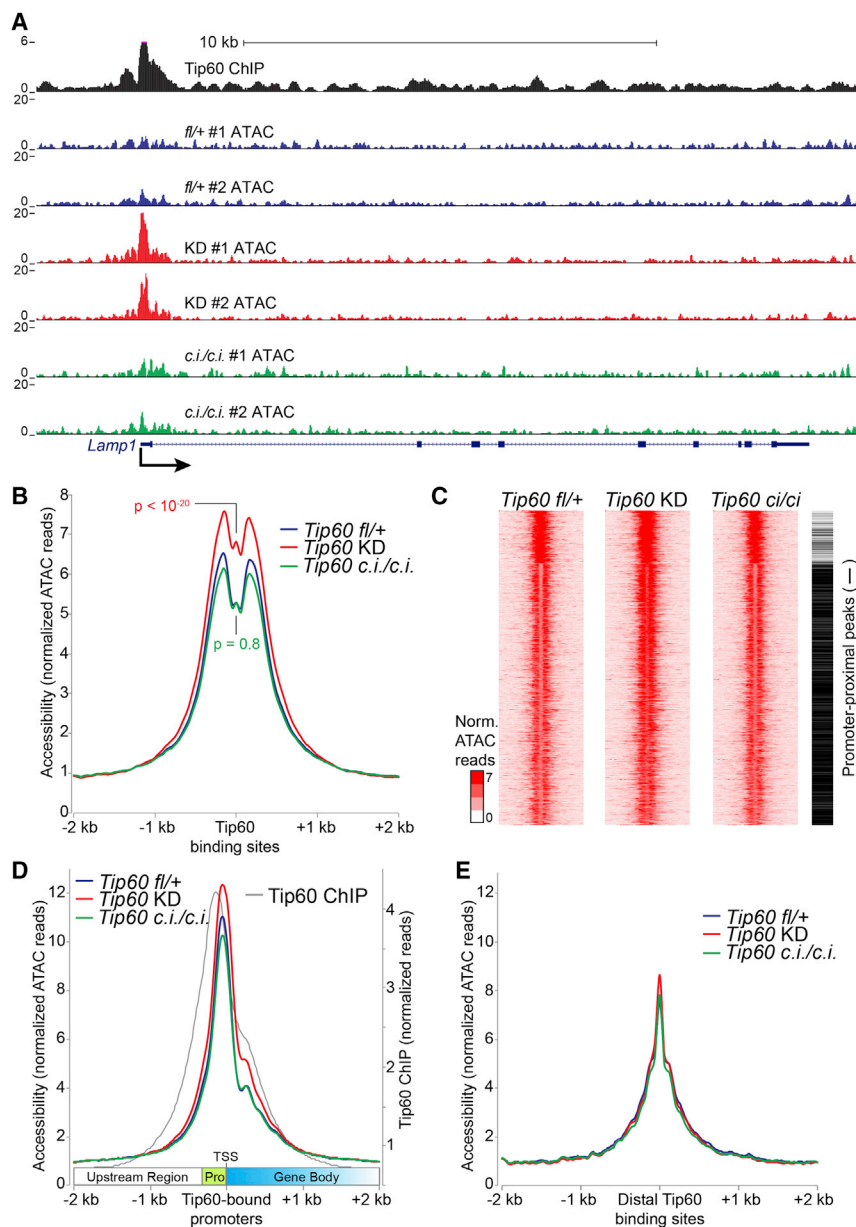 A
10 kb
6
Tip60 ChIP
0
20
fl/+ #1 ATAC
0
20
fl/+ #2 ATAC
0
20
KD #1 ATAC
0
20
KD #2 ATAC
0
20
c.i./c.i. #1 ATAC
0
20
c.i./c.i. #2 ATAC
0
Lamp1
B
Accessibility (normalized ATAC reads)
8
7
6
5
4
3
2
1
0
p < 10-20
Tip60 fl/+
Tip60 KD
Tip60 c.i./c.i.
p = 0.8
-2 kb -1 kb Tip60 +1 kb +2 kb
binding sites
C
Tip60 fl/+ Tip60 KD Tip60 ci/ci
Norm.
ATAC
reads
7
0
Promoter-proximal peaks (—)
D
Accessibility (normalized ATAC reads)
12
10
8
6
4
2
0
Tip60 fl/+
Tip60 KD
Tip60 c.i./c.i.
Tip60 ChIP
4
3
2
1
Tip60 ChIP (normalized reads)
TSS
Upstream Region Pro Gene Body
-2 kb -1 kb Tip60-bound +1 kb +2 kb
promoters
E
Accessibility (normalized ATAC reads)
12
10
8
6
4
2
0
Tip60 fl/+
Tip60 KD
Tip60 c.i./c.i.
-2 kb -1 kb Distal Tip60 +1 kb +2 kb
binding sites